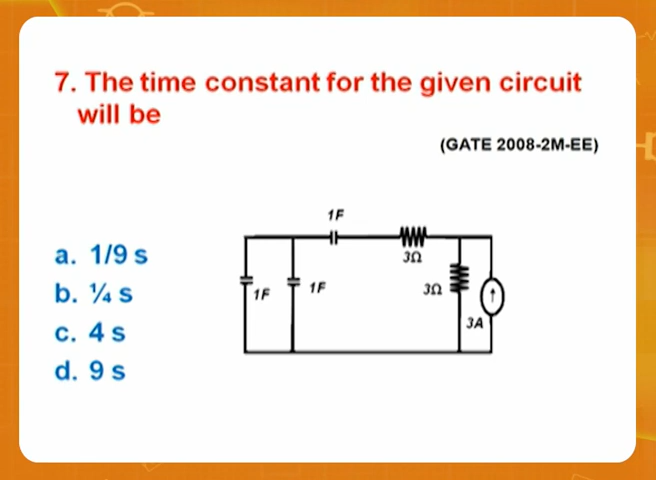 7. The time constant for the given circuit
will be
(GATE 2008-2M-EE)
1F
3Ω
a. 1/9 s
b. ¼ s
1F
1F
3Ω
3A
c. 4 s
d. 9 s